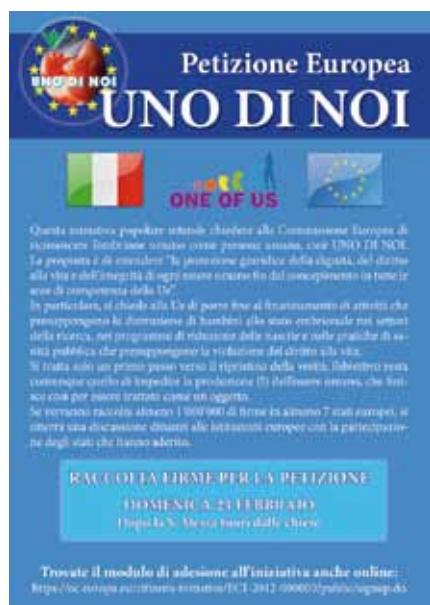 UNO DI NOI
Petizione Europea
UNO DI NOI
ONE OF US
Questa iniziativa popolare intende chiedere alla Commissione Europea di
riconoscere l'embrione umano come persona umana, cioè UNO DI NOI.
La proposta è di estendere "la protezione giuridica della dignità, del diritto
alla vita e dell'integrità di ogni essere umano fin dal concepimento in tutte le
aree di competenza della Ue".
In particolare, si chiede alla Ue di porre fine al finanziamento di attività che
presuppongono la distruzione di bambini allo stato embrionale nei settori
della ricerca, nei programmi di riduzione delle nascite e nelle pratiche di sa-
nità pubblica che presuppongono la violazione del diritto alla vita.
Si tratta solo un primo passo verso il ripristino della verità, l'obiettivo resta
comunque quello di impedire la produzione (!) dell'essere umano, che fini-
sce così per essere trattato come un oggetto.
Se verranno raccolte almeno 1'000'000 di firme in almeno 7 stati europei, si
terrà una discussione dinanzi alle istituzioni europee con la partecipazio-
ne degli stati che hanno aderito.
RACCOLTA FIRME PER LA PETIZIONE
DOMENICA 21 FEBBRAIO
Dopo la S. Messa fuori dalle chiese
Trovate il modulo di adesione all'iniziativa anche online: